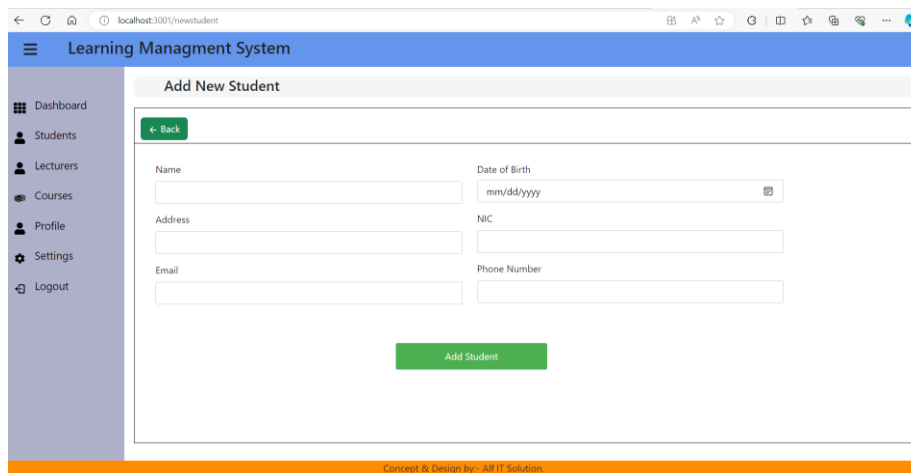 localhost:3001/newstudent
Learning Managment System
Add New Student
Dashboard
Students
Lecturers
Courses
Profile
Settings
Logout
← Back
Name
Date of Birth
mm/dd/yyyy
Address
NIC
Email
Phone Number
Add Student
Concept & Design by:- Alf IT Solution.